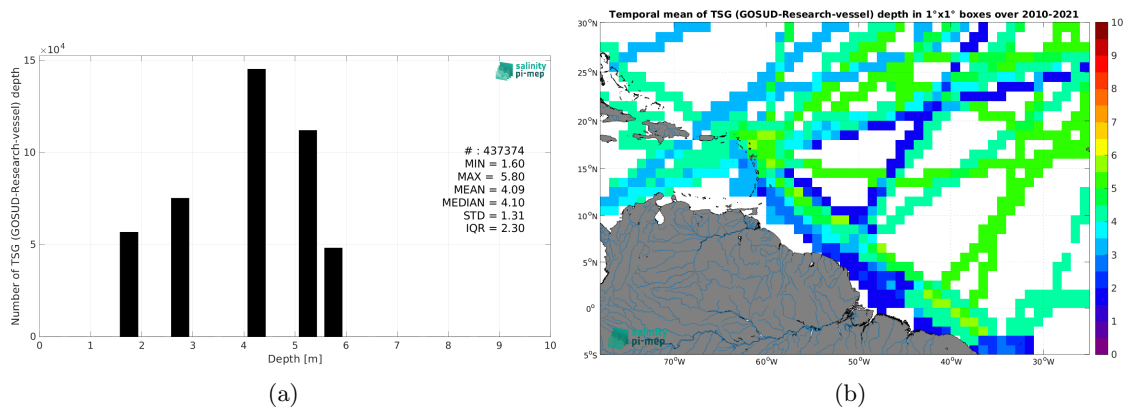 ×10⁴
15
10
5
0
Number of TSG (GOSUD-Research-vessel) depth
salinity
pi-mep
# : 437374
MIN = 1.60
MAX = 5.80
MEAN = 4.09
MEDIAN = 4.10
STD = 1.31
IQR = 2.30
0 1 2 3 4 5 6 7 8 9 10
Depth [m]
(a)
Temporal mean of TSG (GOSUD-Research-vessel) depth in 1°x1° boxes over 2010-2021
30°N
25°N
20°N
15°N
10°N
5°N
0°
5°S
salinity
pi-mep
70°W 60°W 50°W 40°W 30°W
10
9
8
7
6
5
4
3
2
1
0
(b)